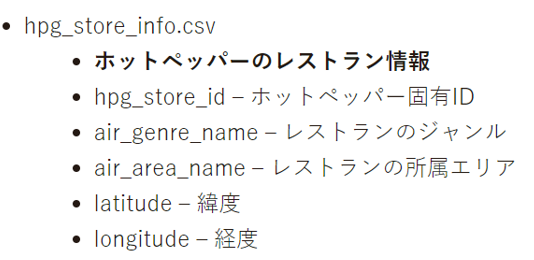 hpg_store_info.csv
ホットペッパーのレストラン情報
hpg_store_id – ホットペッパー固有ID
air_genre_name – レストランのジャンル
air_area_name – レストランの所属エリア
latitude – 緯度
longitude – 経度